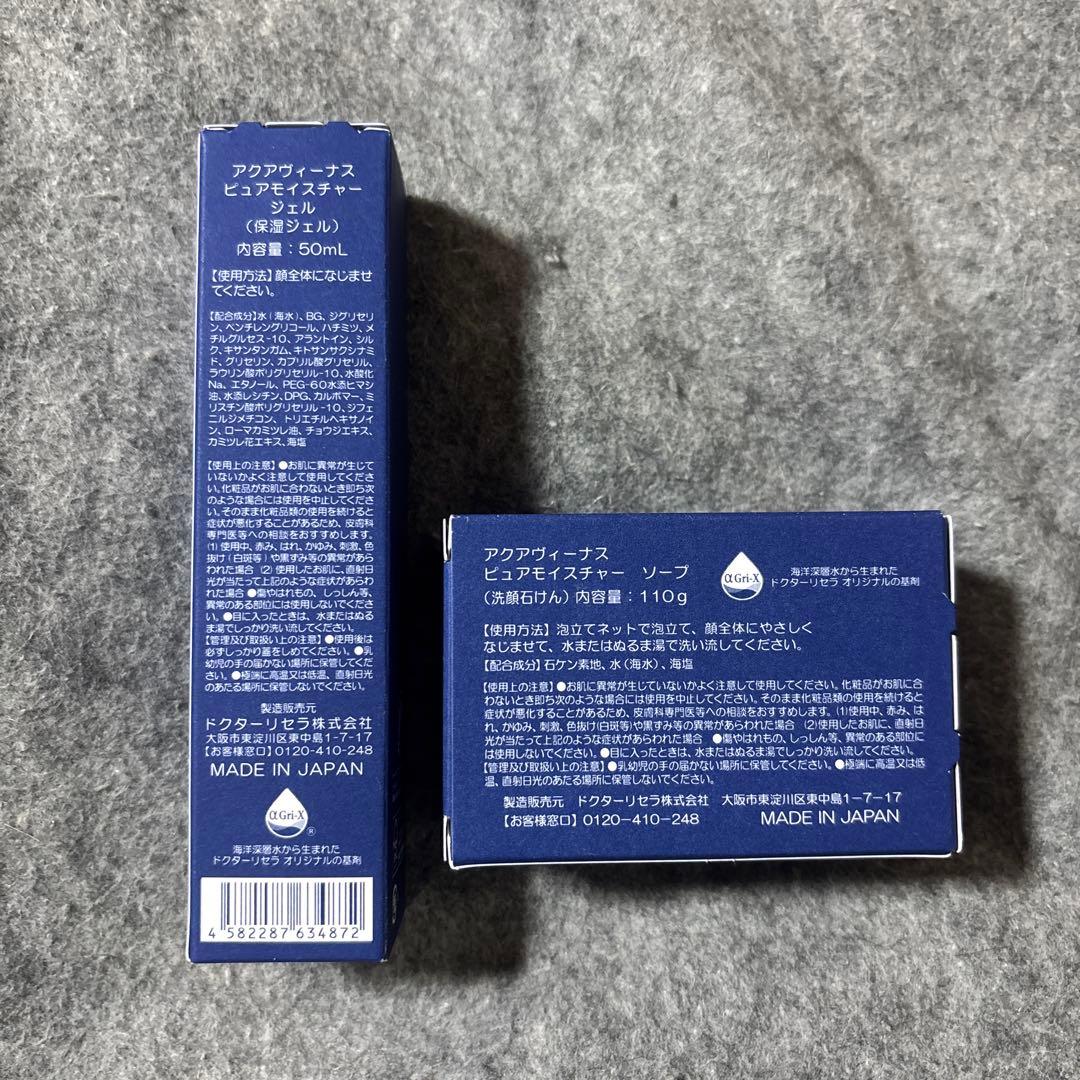 アクアヴィーナス
ピュアモイスチャー
ジェル
（保湿ジェル）
内容量：50mL
【使用方法】顔全体になじませ
てください。
【配合成分】水（海水）、BG、ジグリセリ
ン、ペンチレングリコール、ハチミツ、メ
チルグルセス-10、アラントイン、シル
ク、キサンタンガム、キトサンサクシナミ
ド、グリセリン、カプリル酸グリセリル、
ラウリン酸ポリグリセリル-10、水酸化
Na、エタノール、PEG-60水添ヒマシ
油、水添レシチン、DPG、カルボマー、ミ
リスチン酸ポリグリセリル-10、ジフェ
ニルジメチコン、トリエチルヘキサノイ
ン、ローマカミツレ油、チョウジエキス、
カミツレ花エキス、海塩
【使用上の注意】●お肌に異常が生じて
いないかよく注意して使用してくださ
い。化粧品がお肌に合わないとき即ち次
のような場合には使用を中止してくださ
い。そのまま化粧品類の使用を続けると
症状が悪化することがあるため、皮膚科
専門医等への相談をおすすめします。
(1)使用中、赤み、はれ、かゆみ、刺激、色
抜け(白斑等)や黒ずみ等の異常があら
われた場合 (2)使用したお肌に、直射日
光が当たって上記のような症状があらわ
れた場合 ●傷やはれもの、しっしん等、
異常のある部位には使用しないでくださ
い。●目に入ったときは、水またはぬる
ま湯でしっかり洗い流してください。
【管理及び取扱い上の注意】●使用後は
必ずしっかり蓋をしめてください。●乳
幼児の手の届かない場所に保管してくだ
さい。●極端に高温又は低温、直射日光
のあたる場所に保管しないでください。
製造販売元
ドクターリセラ株式会社
大阪市東淀川区東中島1-7-17
【お客様窓口】0120-410-248
MADE IN JAPAN
αGri-X
®
海洋深層水から生まれた
ドクターリセラ オリジナルの基剤
4 582287 634872
アクアヴィーナス
ピュアモイスチャー ソープ
（洗顔石けん）内容量：110g
αGri-X
海洋深層水から生まれた
ドクターリセラ オリジナルの基剤
【使用方法】泡立てネットで泡立て、顔全体にやさしく
なじませて、水またはぬるま湯で洗い流してください。
【配合成分】石ケン素地、水（海水）、海塩
【使用上の注意】●お肌に異常が生じていないかよく注意して使用してください。化粧品がお肌に合
わないとき即ち次のような場合には使用を中止してください。そのまま化粧品類の使用を続けると
症状が悪化することがあるため、皮膚科専門医等への相談をおすすめします。(1)使用中、赤み、は
れ、かゆみ、刺激、色抜け(白斑等)や黒ずみ等の異常があらわれた場合 (2)使用したお肌に、直射日
光が当たって上記のような症状があらわれた場合 ●傷やはれもの、しっしん等、異常のある部位に
は使用しないでください。●目に入ったときは、水またはぬるま湯でしっかり洗い流してください。
【管理及び取扱い上の注意】●乳幼児の手の届かない場所に保管してください。●極端に高温又は低
温、直射日光のあたる場所に保管しないでください。
製造販売元 ドクターリセラ株式会社 大阪市東淀川区東中島1-7-17
【お客様窓口】0120-410-248 MADE IN JAPAN